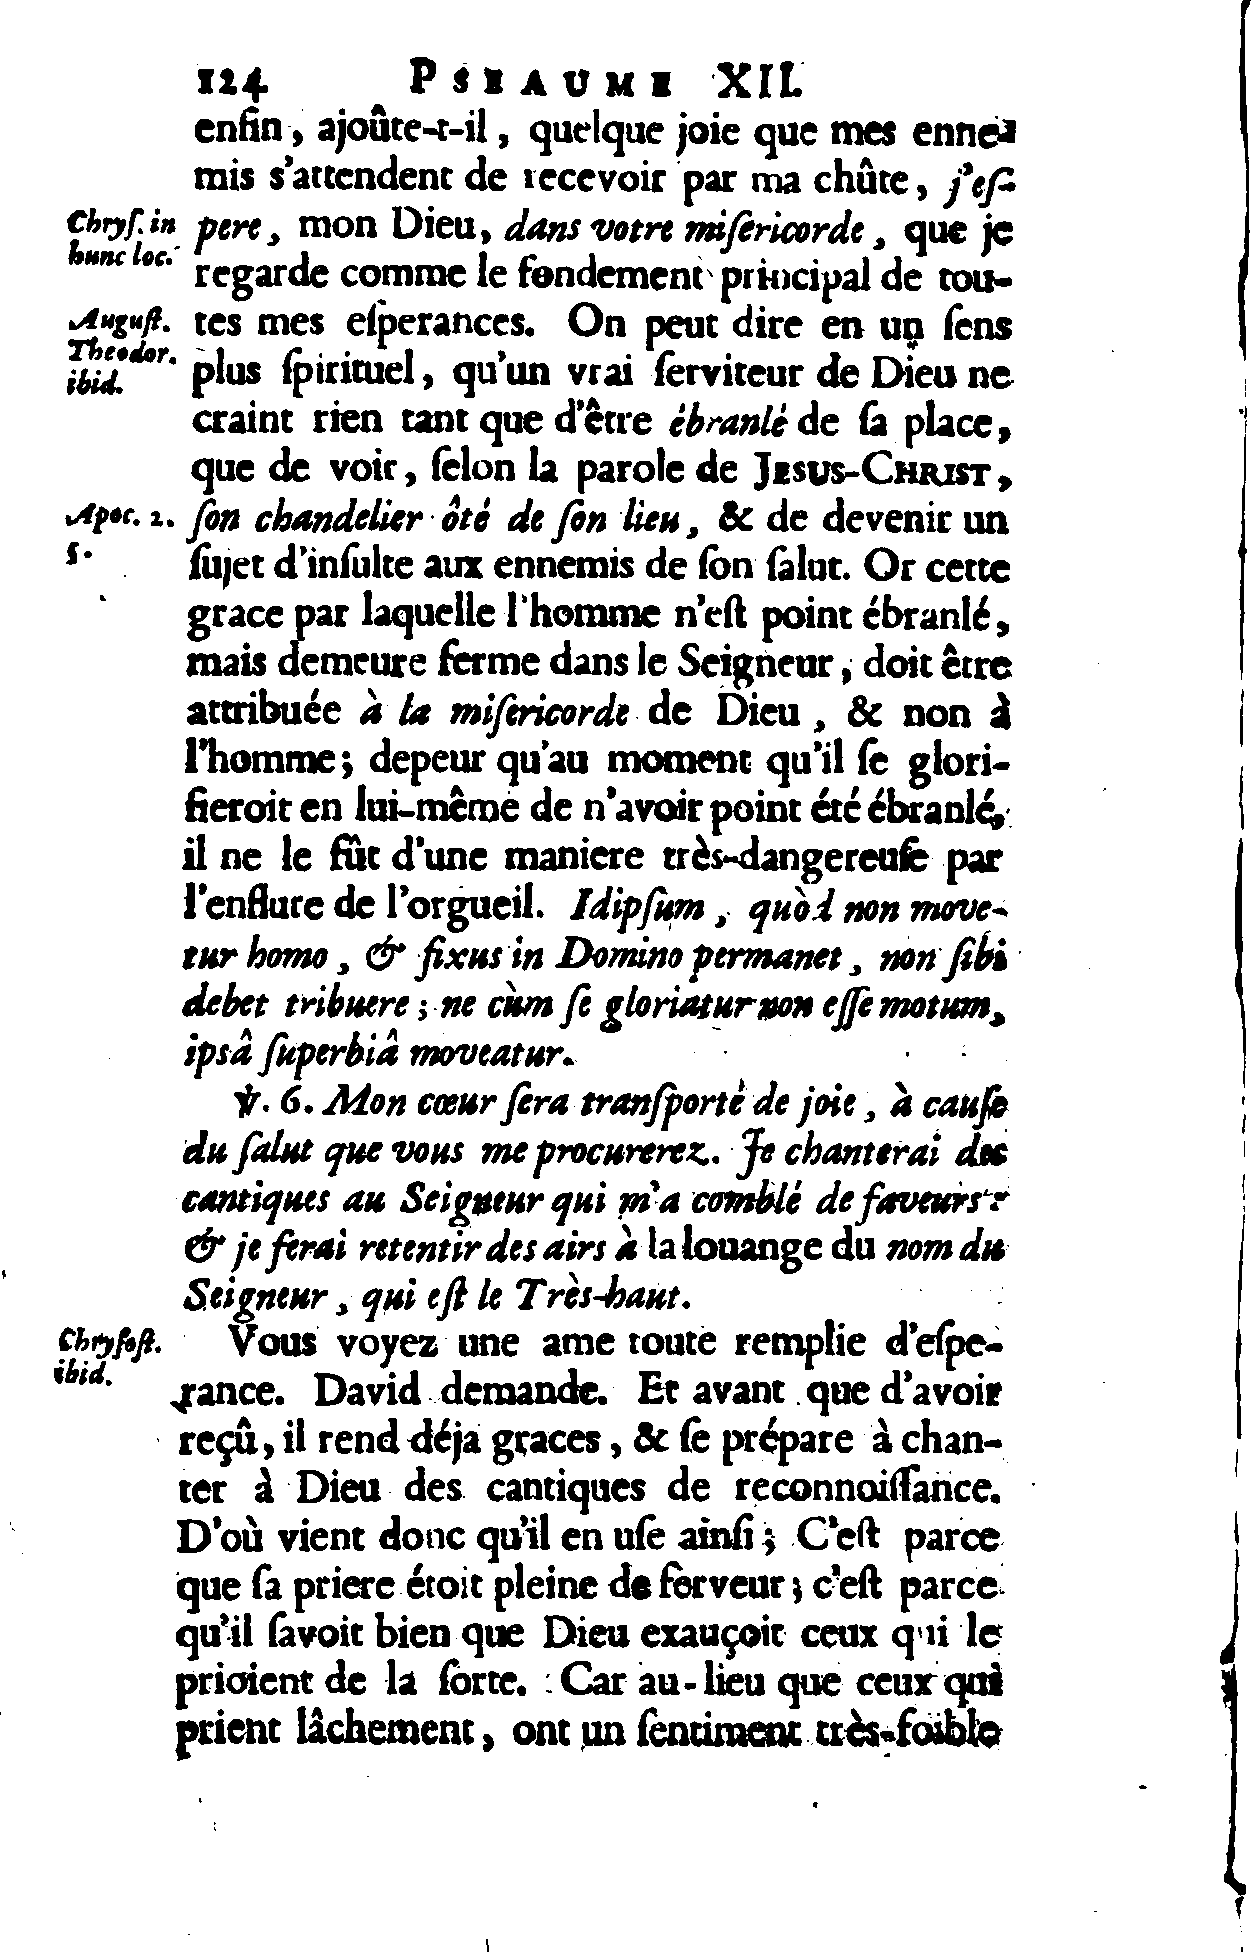 124 PSEAUME XII.
enfin, ajoûte-t-il, quelque joie que mes enne-
mis s'attendent de recevoir par ma chûte, j'eſ-
Chryſ. in
hunc loc.
pere, mon Dieu, dans votre miſericorde, que je
regarde comme le fondement principal de tou-
Auguſt.
Theodor.
ibid.
tes mes eſperances. On peut dire en un ſens
plus ſpirituel, qu'un vrai ſerviteur de Dieu ne
craint rien tant que d'être ébranlé de ſa place,
que de voir, ſelon la parole de JESUS-CHRIST,
Apoc. 2.
5.
ſon chandelier ôté de ſon lieu, & de devenir un
ſujet d'inſulte aux ennemis de ſon ſalut. Or cette
grace par laquelle l'homme n'eſt point ébranlé,
mais demeure ferme dans le Seigneur, doit être
attribuée à la miſericorde de Dieu, & non à
l'homme; depeur qu'au moment qu'il ſe glori-
fieroit en lui-même de n'avoir point été ébranlé,
il ne le fût d'une maniere très-dangereuſe par
l'enflure de l'orgueil. Idipſum, quòd non move-
tur homo, & fixus in Domino permanet, non ſibi
debet tribuere; ne cùm ſe gloriatur non eſſe motum,
ipsâ ſuperbiâ moveatur.
℣. 6. Mon cœur ſera tranſporté de joie, à cauſe
du ſalut que vous me procurerez. Je chanterai des
cantiques au Seigneur qui m'a comblé de faveurs:
& je ferai retentir des airs à la louange du nom du
Seigneur, qui eſt le Très-haut.
Chryſoſt.
ibid.
Vous voyez une ame toute remplie d'eſpe-
rance. David demande. Et avant que d'avoir
reçû, il rend déja graces, & ſe prépare à chan-
ter à Dieu des cantiques de reconnoiſſance.
D'où vient donc qu'il en uſe ainſi; C'eſt parce
que ſa priere étoit pleine de ferveur; c'eſt parce
qu'il ſavoit bien que Dieu exauçoit ceux qui le
prioient de la ſorte. Car au-lieu que ceux qui
prient lâchement, ont un ſentiment très-foible